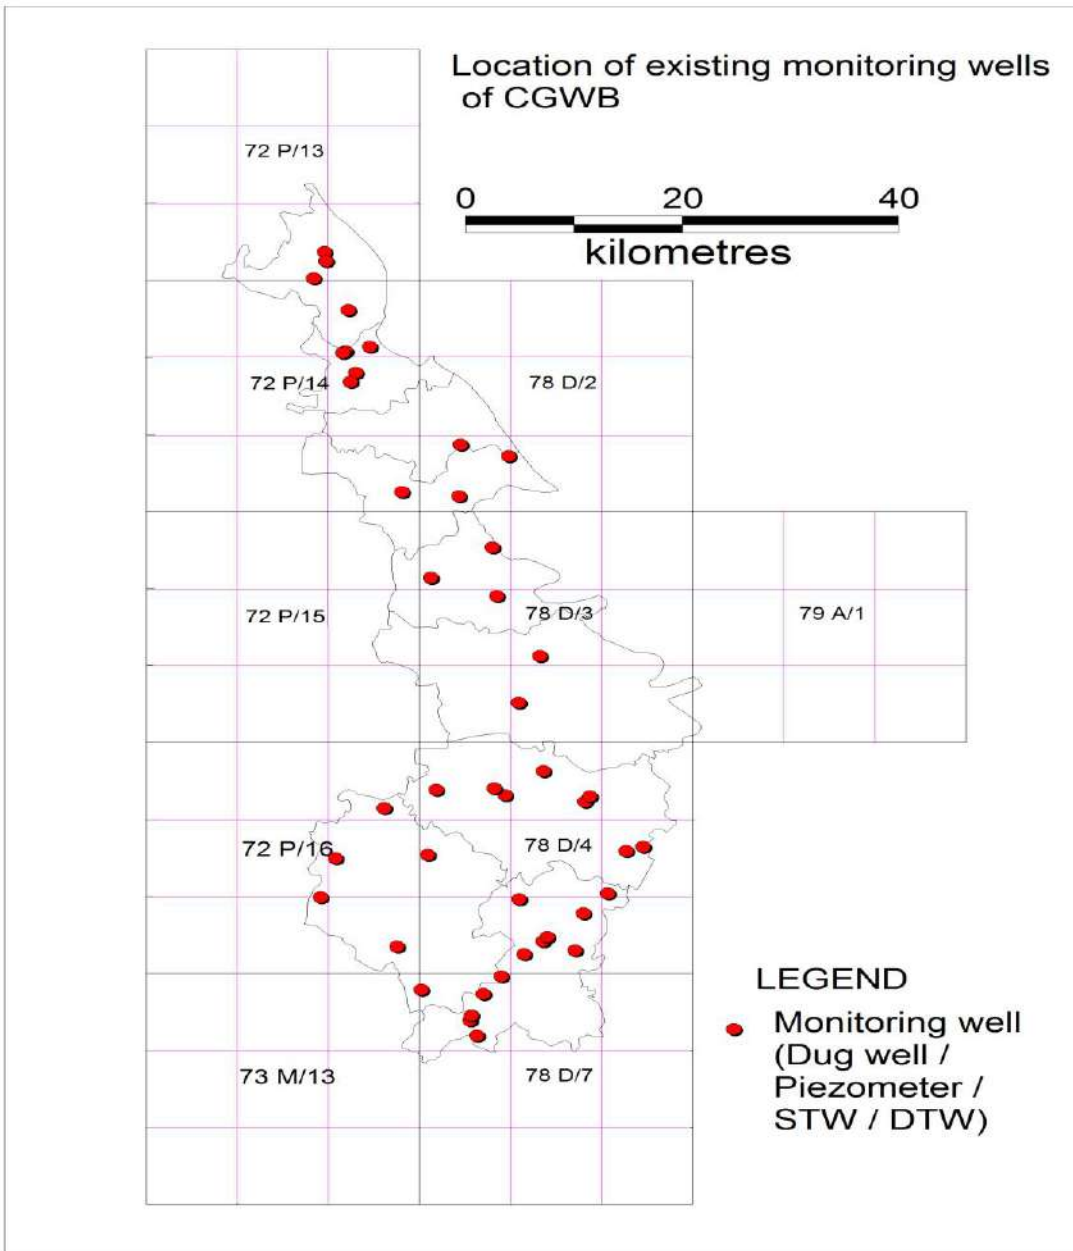 Location of existing monitoring wells
of CGWB
72 P/13
0 20 40
kilometres
72 P/14
78 D/2
72 P/15
78 D/3
79 A/1
72 P/16
78 D/4
LEGEND
Monitoring well
(Dug well /
Piezometer /
STW / DTW)
73 M/13
78 D/7